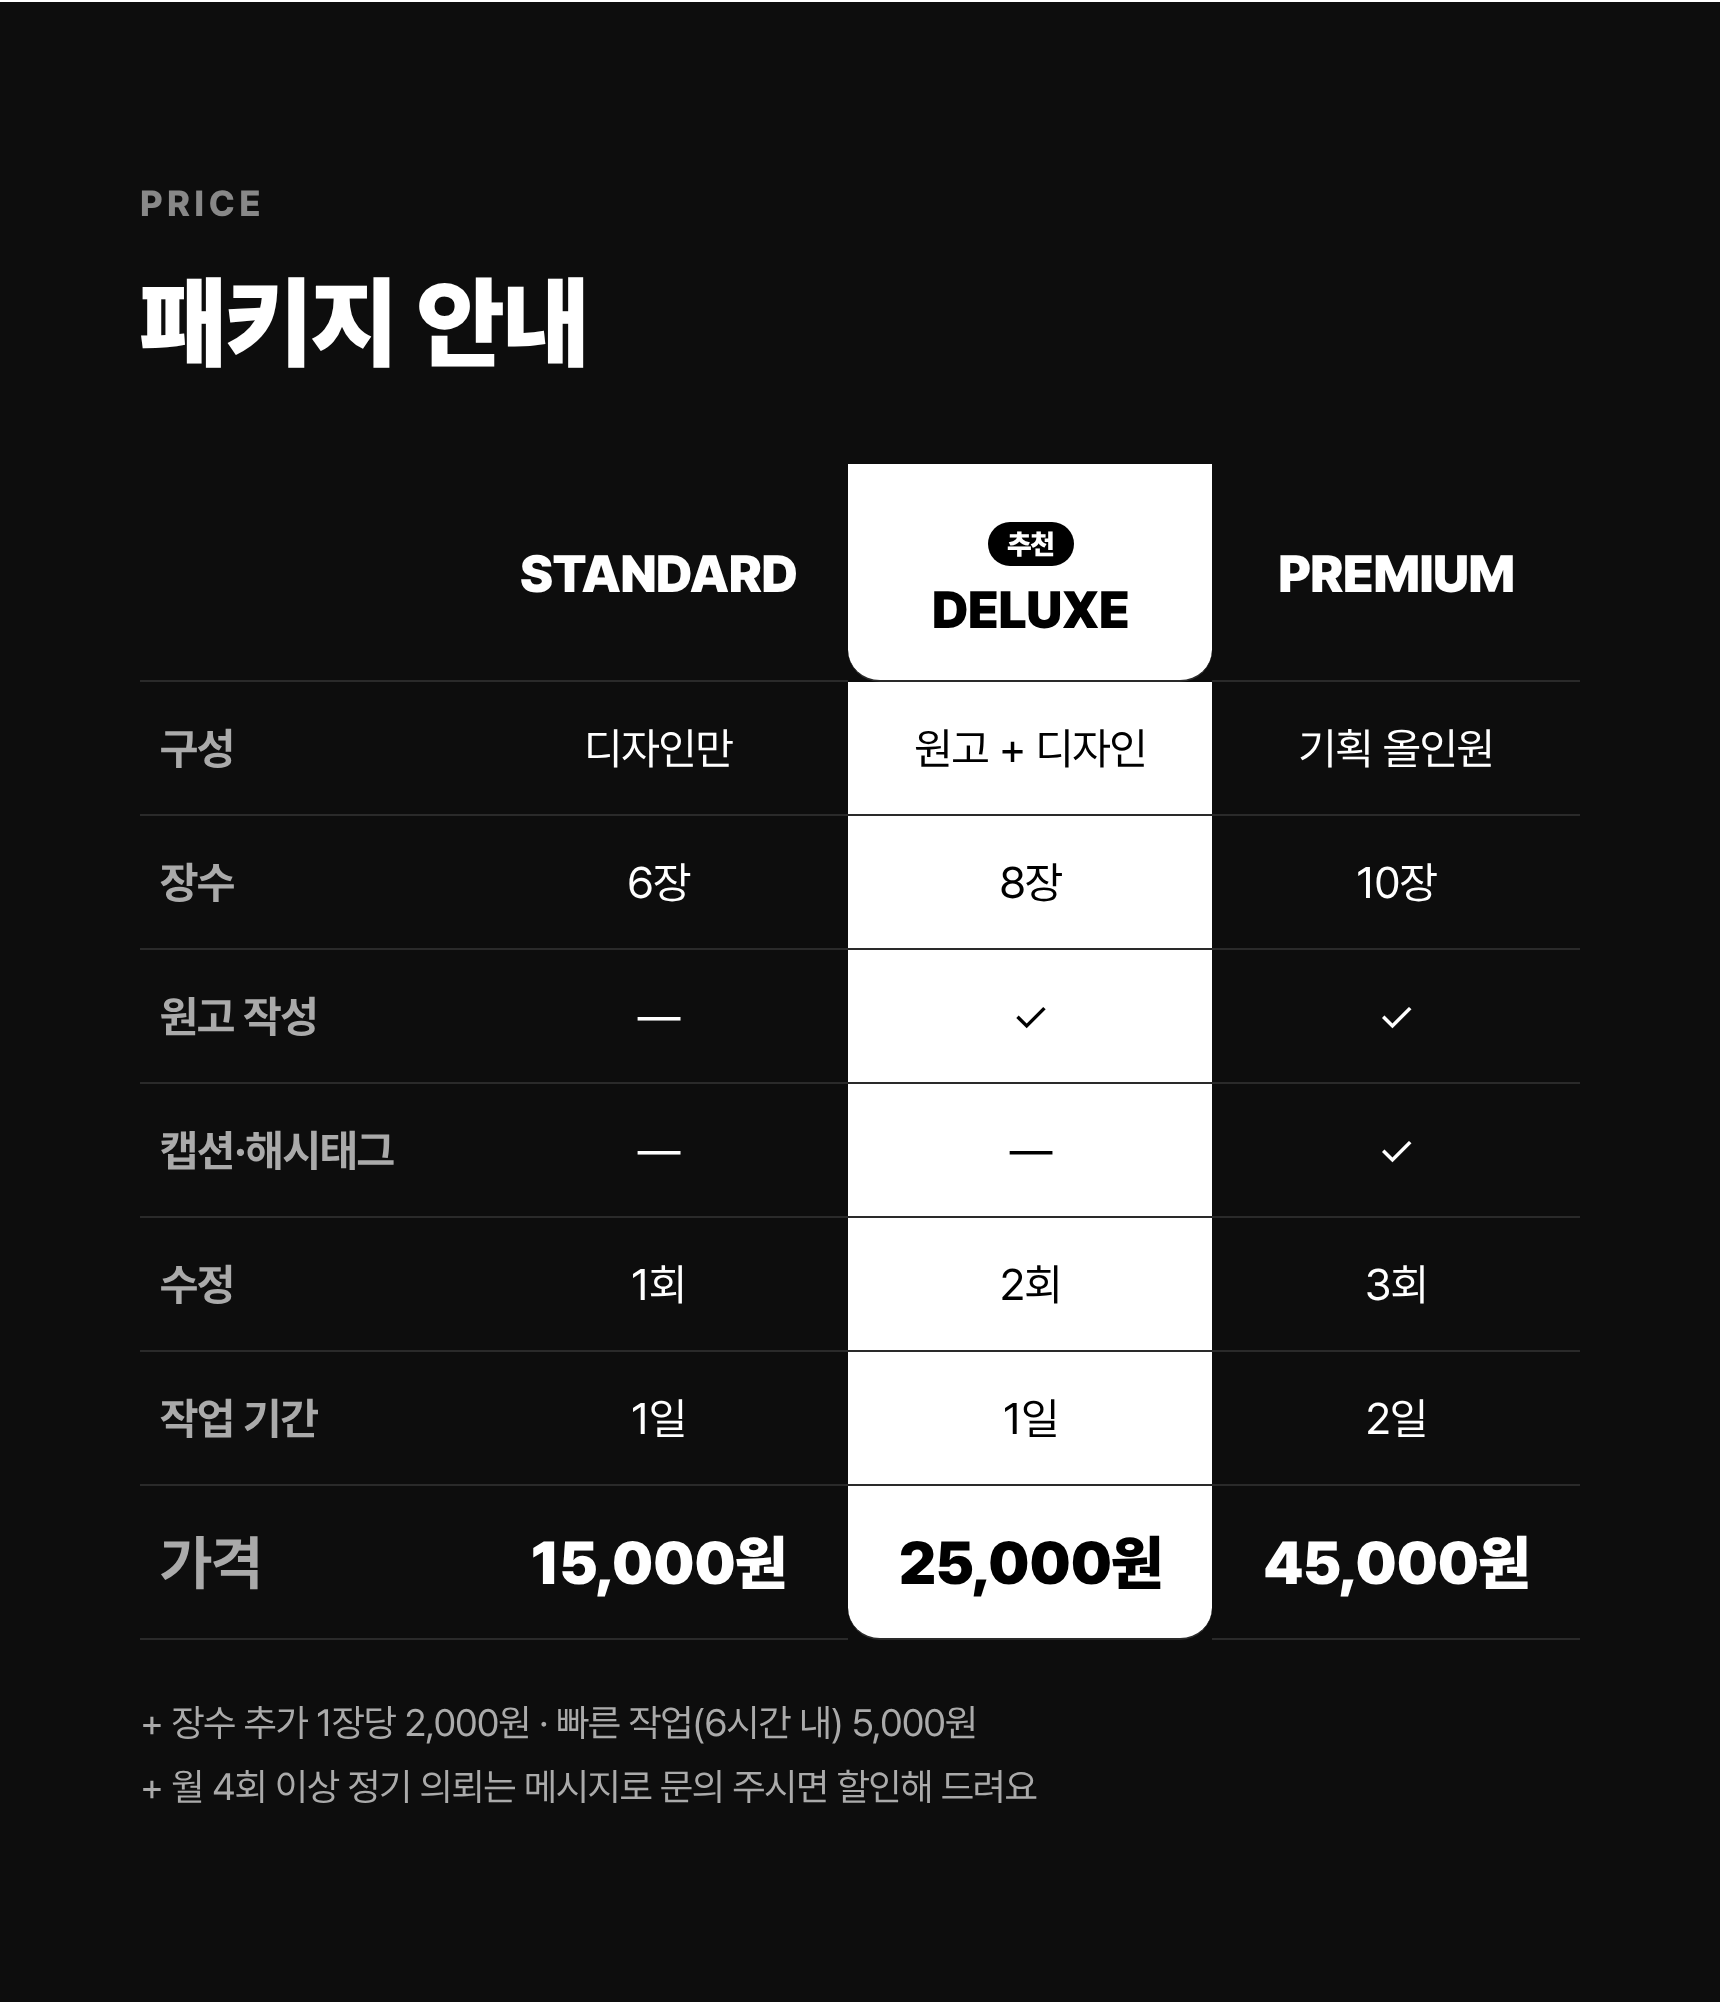 PRICE
패키지 안내
추천
STANDARD DELUXE PREMIUM
구성 디자인만 원고 + 디자인 기획 올인원
장수 6장 8장 10장
원고 작성 — ✓ ✓
캡션·해시태그 — — ✓
수정 1회 2회 3회
작업 기간 1일 1일 2일
가격 15,000원 25,000원 45,000원
+ 장수 추가 1장당 2,000원 · 빠른 작업(6시간 내) 5,000원
+ 월 4회 이상 정기 의뢰는 메시지로 문의 주시면 할인해 드려요